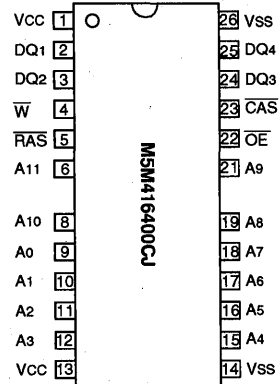 VCC 1 26 VSS
DQ1 2 25 DQ4
DQ2 3 24 DQ3
W 4 23 CAS
RAS 5 22 OE
A11 6 21 A9
A10 8 19 A8
A0 9 18 A7
A1 10 17 A6
A2 11 16 A5
A3 12 15 A4
VCC 13 14 VSS
M5M416400CJ